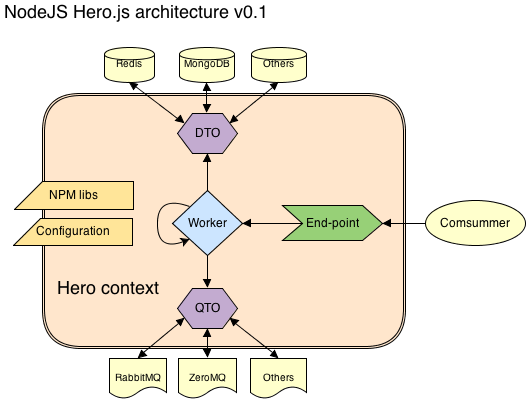 NodeJS Hero.js architecture v0.1
Redis
MongoDB
Others
DTO
NPM libs
Configuration
Worker
End-point
Comsummer
Hero context
QTO
RabbitMQ
ZeroMQ
Others